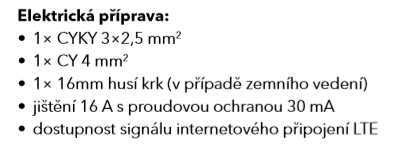 Elektrická příprava:
• 1× CYKY 3×2,5 mm²
• 1× CY 4 mm²
• 1× 16mm husí krk (v případě zemního vedení)
• jištění 16 A s proudovou ochranou 30 mA
• dostupnost signálu internetového připojení LTE